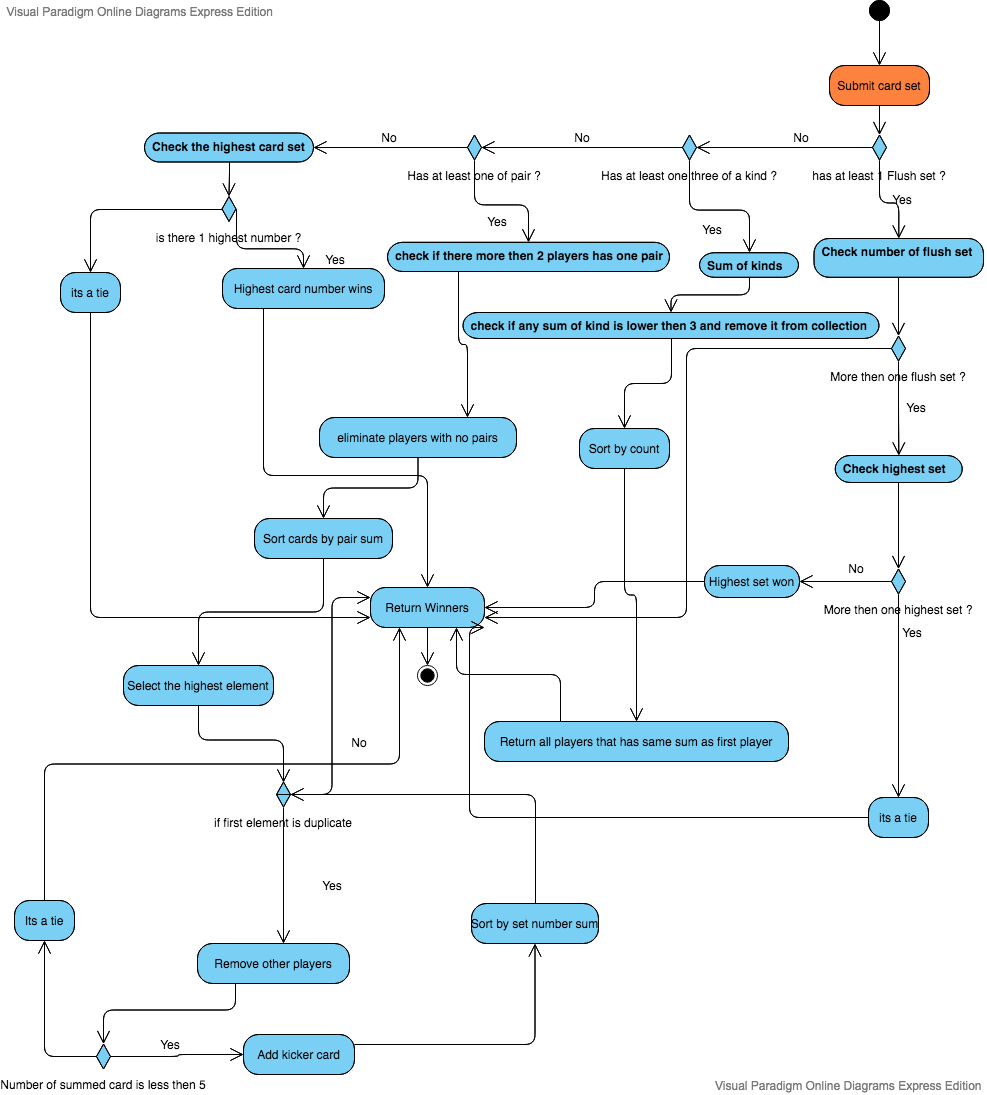 Visual Paradigm Online Diagrams Express Edition
Submit card set
No
No
No
Check the highest card set
Has at least one of pair ?
Has at least one three of a kind ?
has at least 1 Flush set ?
Yes
Yes
Yes
is there 1 highest number ?
check if there more then 2 players has one pair
Sum of kinds
Check number of flush set
Yes
its a tie
Highest card number wins
check if any sum of kind is lower then 3 and remove it from collection
More then one flush set ?
Yes
eliminate players with no pairs
Sort by count
Check highest set
Sort cards by pair sum
No
Highest set won
Return Winners
More then one highest set ?
Yes
Select the highest element
No
Return all players that has same sum as first player
if first element is duplicate
its a tie
Yes
Its a tie
Sort by set number sum
Remove other players
Yes
Add kicker card
Number of summed card is less then 5
Visual Paradigm Online Diagrams Express Edition